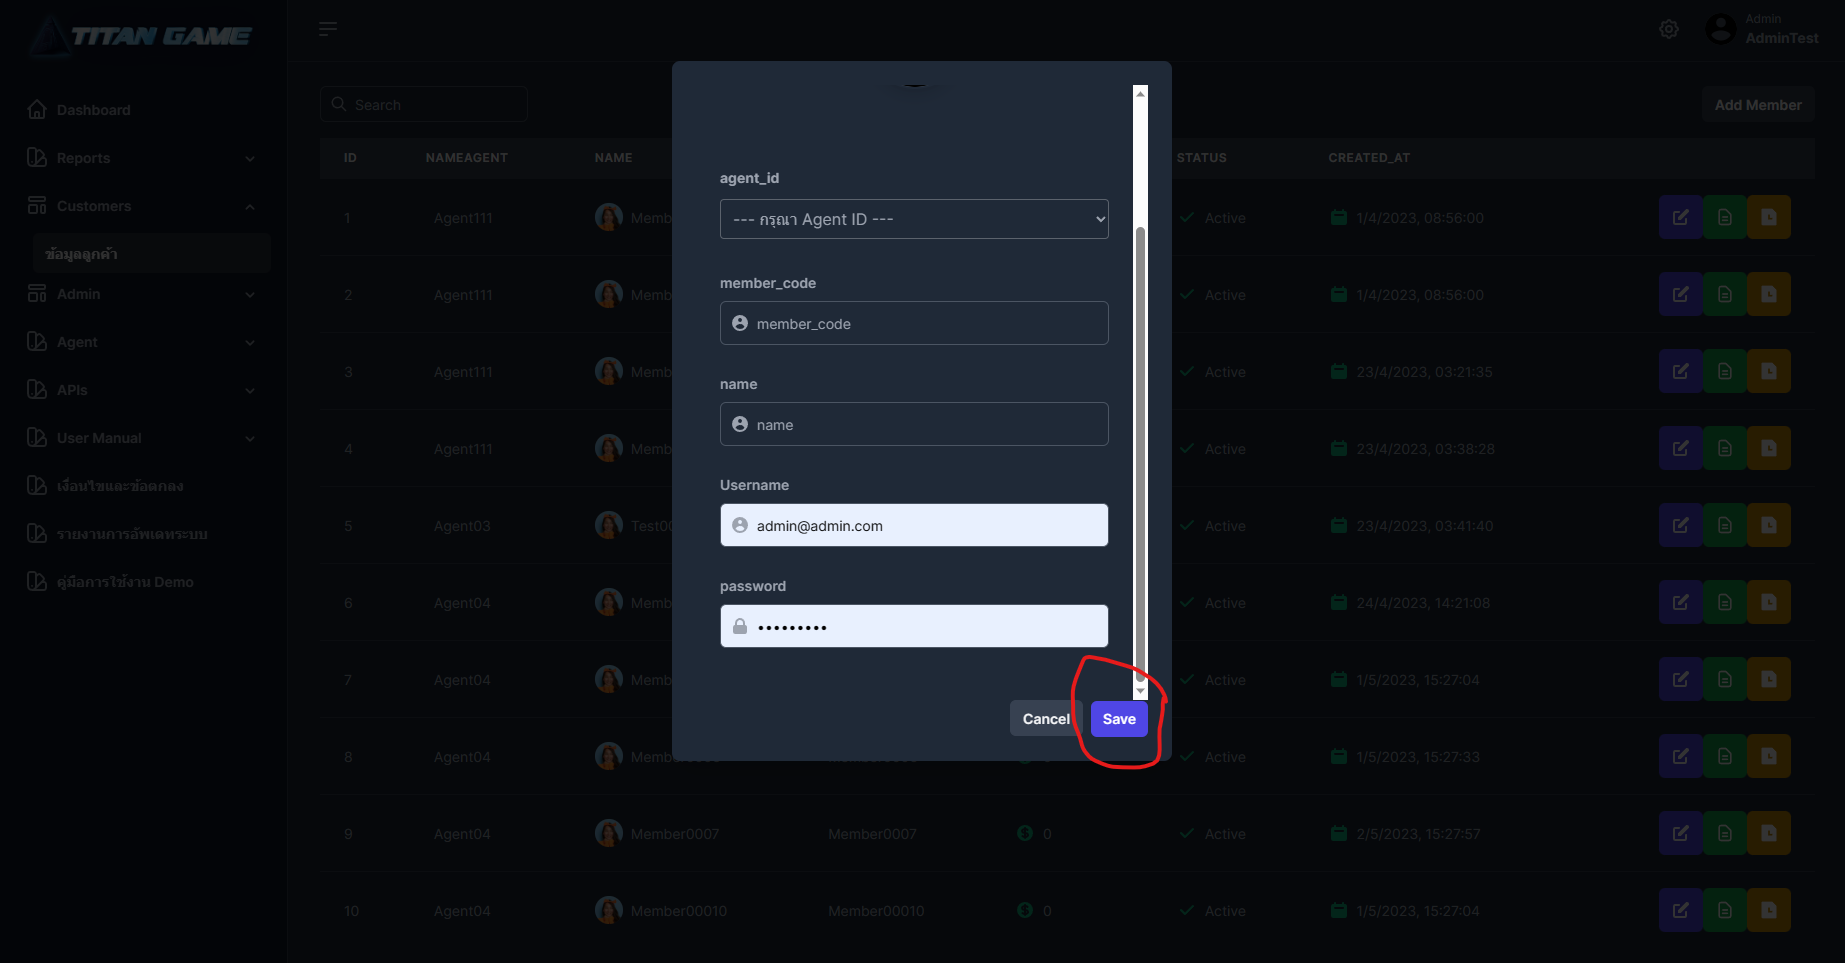 TITAN GAME
Admin
AdminTest
Dashboard
Reports
Customers
ข้อมูลลูกค้า
Admin
Agent
APIs
User Manual
เงื่อนไขและข้อตกลง
รายงานการอัพเดทระบบ
คู่มือการใช้งาน Demo
Search
Add Member
ID NAMEAGENT NAME STATUS CREATED_AT
1 Agent111 Memb Active 1/4/2023, 08:56:00
2 Agent111 Memb Active 1/4/2023, 08:56:00
3 Agent111 Memb Active 23/4/2023, 03:21:35
4 Agent111 Memb Active 23/4/2023, 03:38:28
5 Agent03 Test00 Active 23/4/2023, 03:41:40
6 Agent04 Memb Active 24/4/2023, 14:21:08
7 Agent04 Memb Active 1/5/2023, 15:27:04
8 Agent04 Memb Active 1/5/2023, 15:27:33
9 Agent04 Member0007 Member0007 0 Active 2/5/2023, 15:27:57
10 Agent04 Member00010 Member00010 0 Active 1/5/2023, 15:27:04
agent_id
--- กรุณา Agent ID ---
member_code
member_code
name
name
Username
admin@admin.com
password
•••••••••
Cancel Save